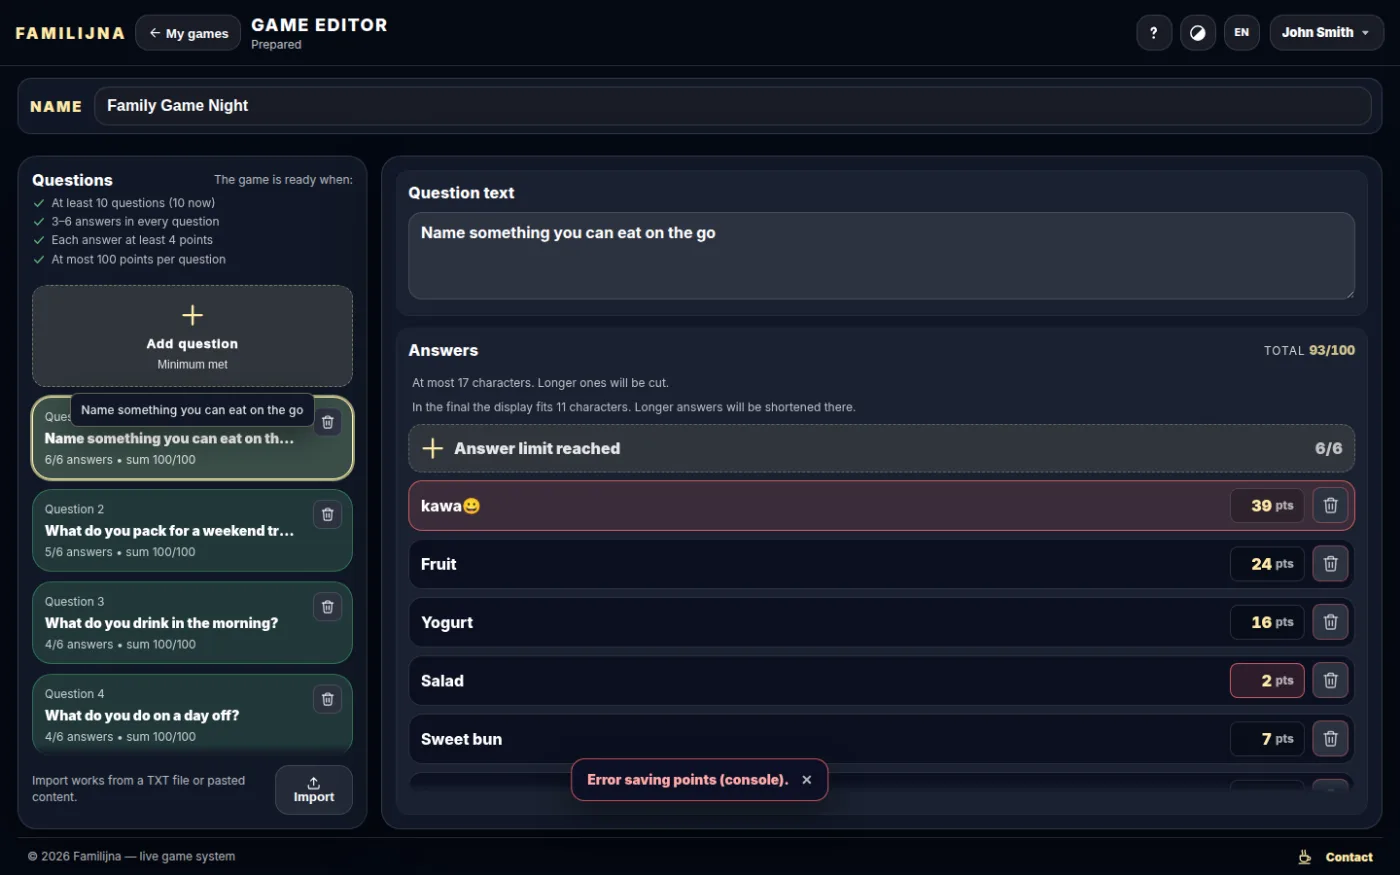 FAMILIJNA
← My games
GAME EDITOR
Prepared
?
EN
John Smith
NAME
Family Game Night
Questions
The game is ready when:
At least 10 questions (10 now)
3–6 answers in every question
Each answer at least 4 points
At most 100 points per question
Add question
Minimum met
Ques
Name something you can eat on the go
Name something you can eat on th...
6/6 answers • sum 100/100
Question 2
What do you pack for a weekend tr...
5/6 answers • sum 100/100
Question 3
What do you drink in the morning?
4/6 answers • sum 100/100
Question 4
What do you do on a day off?
4/6 answers • sum 100/100
Import works from a TXT file or pasted
content.
Import
Question text
Name something you can eat on the go
Answers
TOTAL 93/100
At most 17 characters. Longer ones will be cut.
In the final the display fits 11 characters. Longer answers will be shortened there.
Answer limit reached
6/6
kawa😀
39 pts
Fruit
24 pts
Yogurt
16 pts
Salad
2 pts
Sweet bun
7 pts
Error saving points (console). ✕
© 2026 Familijna — live game system
Contact